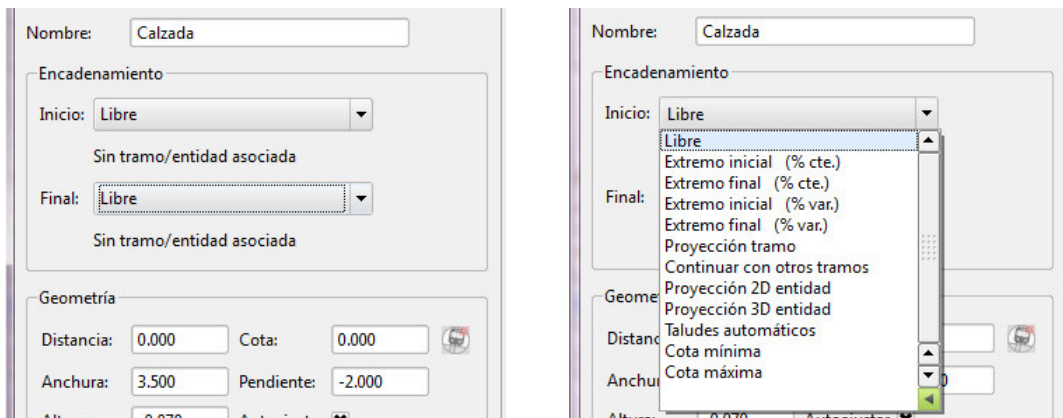 Nombre: Calzada
Encadenamiento
Inicio: Libre
Sin tramo/entidad asociada
Final: Libre
Sin tramo/entidad asociada
Geometría
Distancia: 0.000 Cota: 0.000
Anchura: 3.500 Pendiente: -2.000
-0.070
Nombre: Calzada
Encadenamiento
Inicio: Libre
Libre
Extremo inicial (% cte.)
Extremo final (% cte.)
Extremo inicial (% var.)
Final:
Extremo final (% var.)
Proyección tramo
Continuar con otros tramos
Proyección 2D entidad
Proyección 3D entidad
Taludes automáticos
Cota mínima
Cota máxima